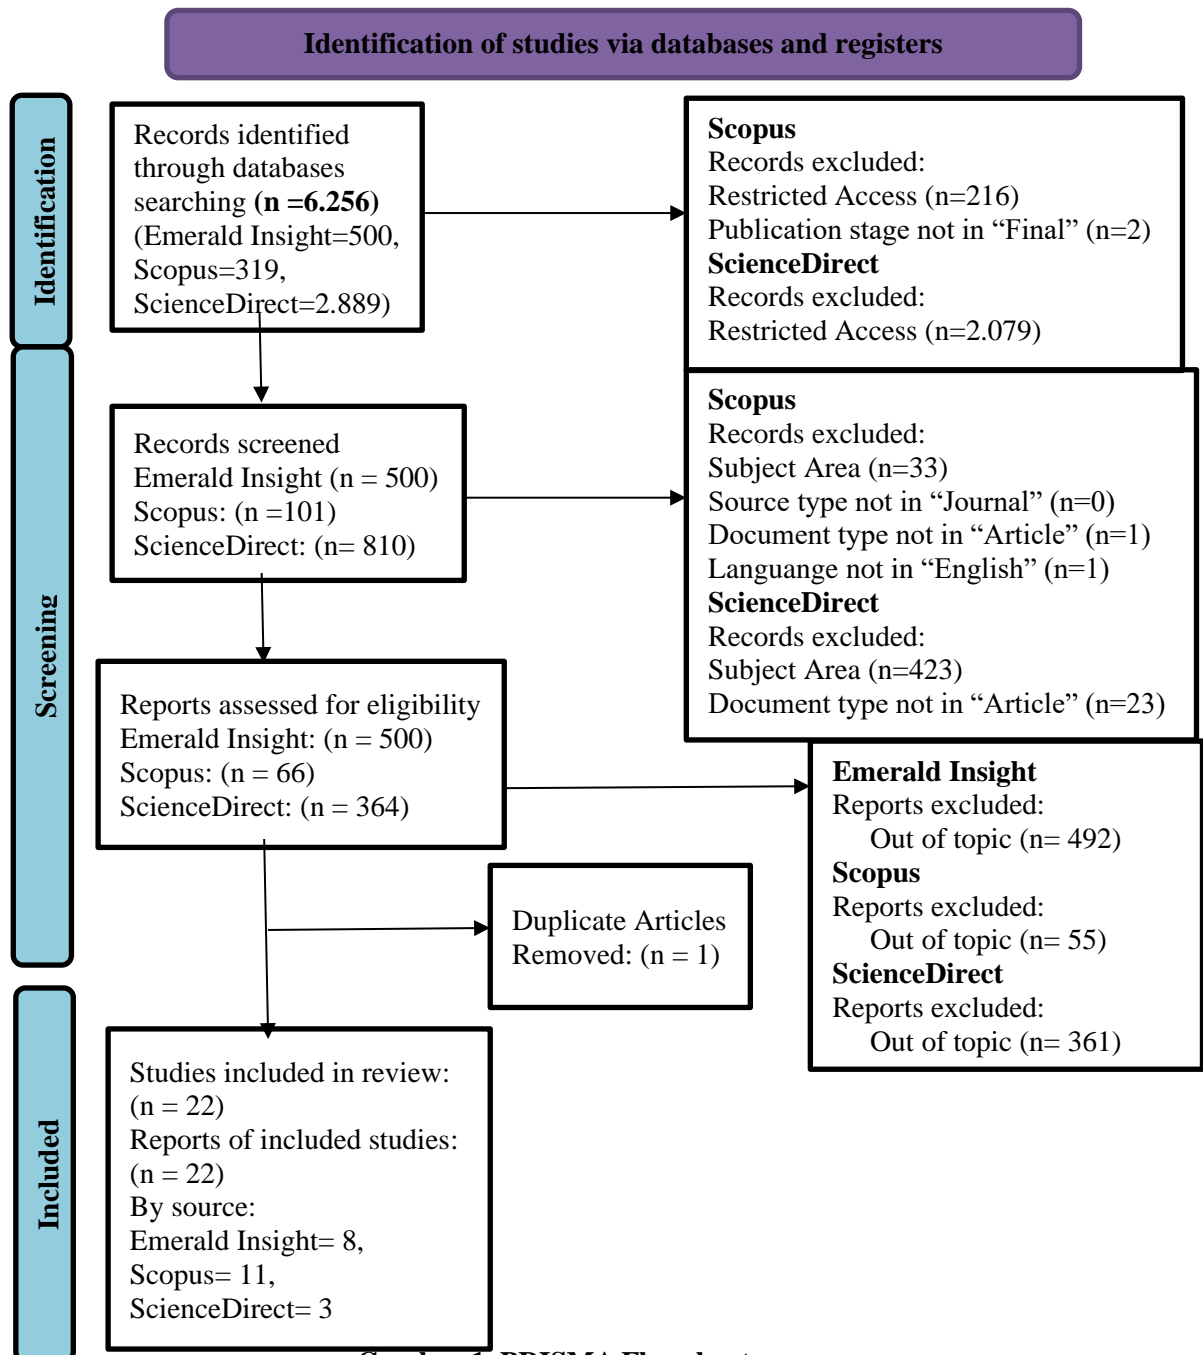 Identification of studies via databases and registers
Identification
Records identified
through databases
searching (n =6.256)
(Emerald Insight=500,
Scopus=319,
ScienceDirect=2.889)
Scopus
Records excluded:
Restricted Access (n=216)
Publication stage not in “Final” (n=2)
ScienceDirect
Records excluded:
Restricted Access (n=2.079)
Screening
Records screened
Emerald Insight (n = 500)
Scopus: (n =101)
ScienceDirect: (n= 810)
Scopus
Records excluded:
Subject Area (n=33)
Source type not in “Journal” (n=0)
Document type not in “Article” (n=1)
Languange not in “English” (n=1)
ScienceDirect
Records excluded:
Subject Area (n=423)
Document type not in “Article” (n=23)
Reports assessed for eligibility
Emerald Insight: (n = 500)
Scopus: (n = 66)
ScienceDirect: (n = 364)
Emerald Insight
Reports excluded:
Out of topic (n= 492)
Scopus
Reports excluded:
Out of topic (n= 55)
ScienceDirect
Reports excluded:
Out of topic (n= 361)
Duplicate Articles
Removed: (n = 1)
Included
Studies included in review:
(n = 22)
Reports of included studies:
(n = 22)
By source:
Emerald Insight= 8,
Scopus= 11,
ScienceDirect= 3
1. PRISMA